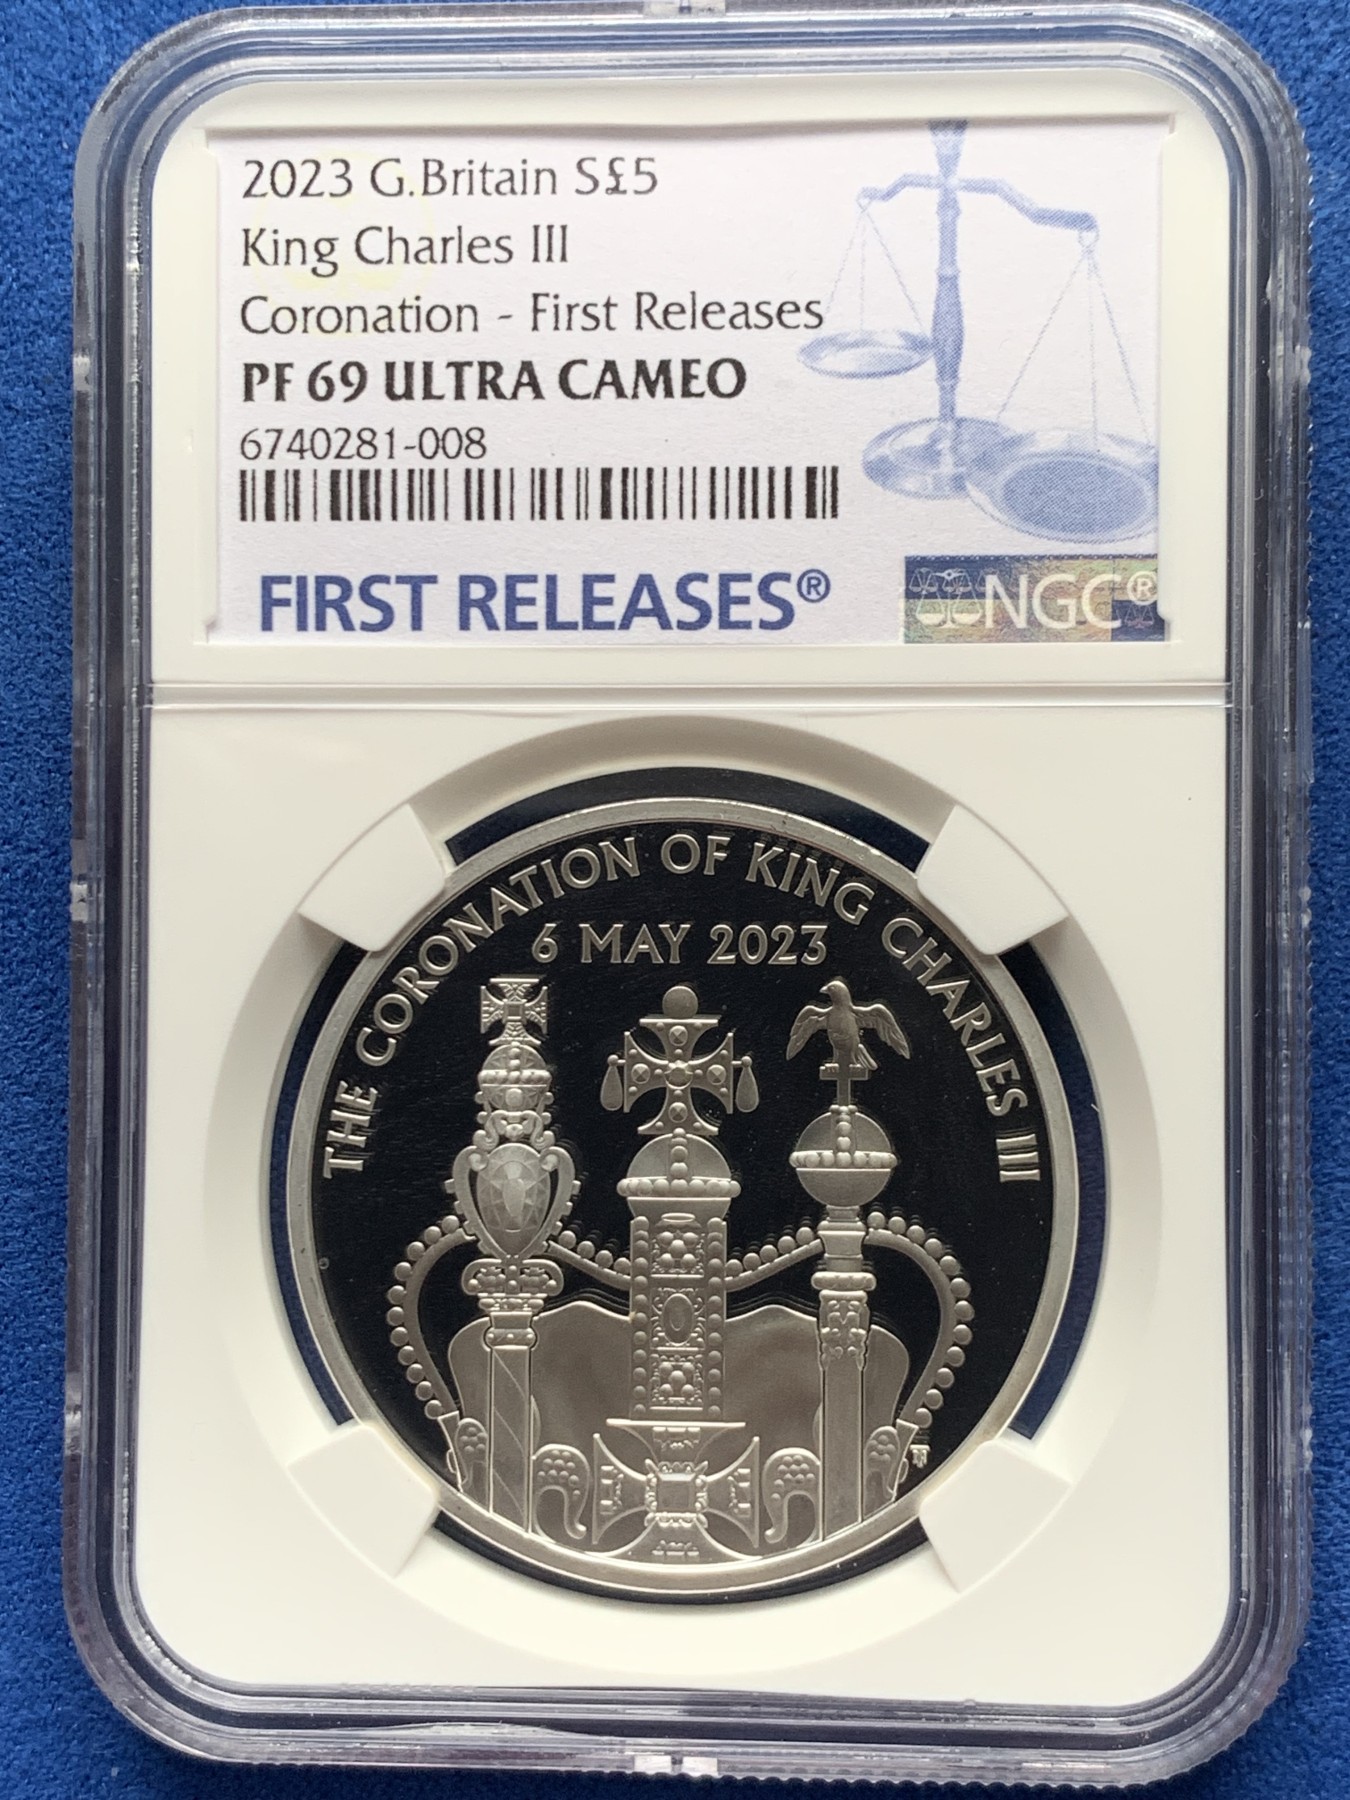 2023 G.Britain S£5
King Charles III
Coronation - First Releases
PF 69 ULTRA CAMEO
6740281-008
FIRST RELEASES®
NGC®
THE CORONATION OF KING CHARLES III
6 MAY 2023